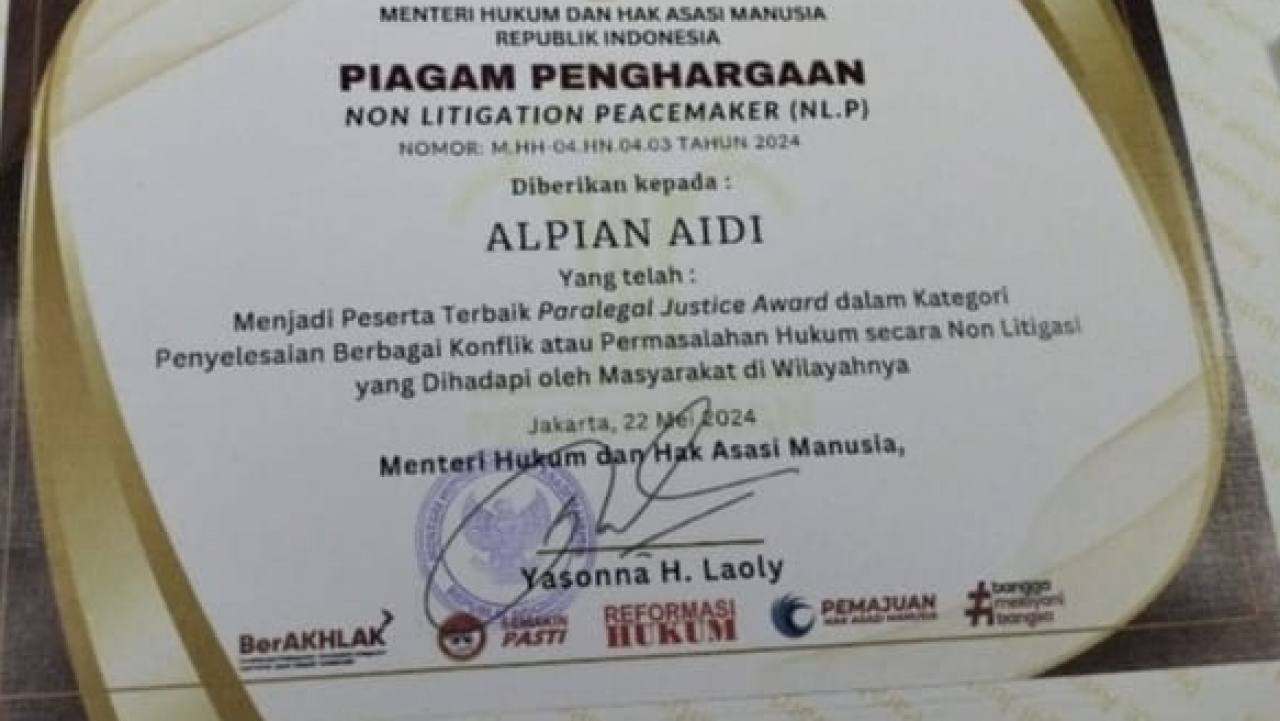 MENTERI HUKUM DAN HAK ASASI MANUSIA
REPUBLIK INDONESIA
PIAGAM PENGHARGAAN
NON LITIGATION PEACEMAKER (NL.P)
NOMOR: M.HH-04.HN.04.03 TAHUN 2024
Diberikan kepada :
ALPIAN AIDI
Yang telah :
Menjadi Peserta Terbaik Paralegal Justice Award dalam Kategori
Penyelesaian Berbagai Konflik atau Permasalahan Hukum secara Non Litigasi
yang Dihadapi oleh Masyarakat di Wilayahnya
Jakarta, 22 Mei 2024
Menteri Hukum dan Hak Asasi Manusia,
Yasonna H. Laoly
BerAKHLAK
SEMAKIN
PASTI
REFORMASI
HUKUM
PEMAJUAN
HAK ASASI MANUSIA
#bangga
melayani
bangsa